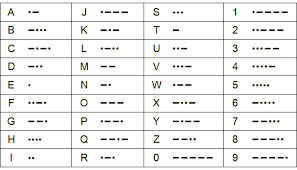 A •– J •––– S ••• 1 •––––
B –••• K –•– T – 2 ••–––
C –•–• L •–•• U ••– 3 •••––
D –•• M –– V •••– 4 ••••–
E • N –• W •–– 5 •••••
F ••–• O ––– X –••– 6 –••••
G ––• P •––• Y –•–– 7 ––•••
H •••• Q ––•– Z ––•• 8 –––••
I •• R •–• 0 ––––– 9 ––––•